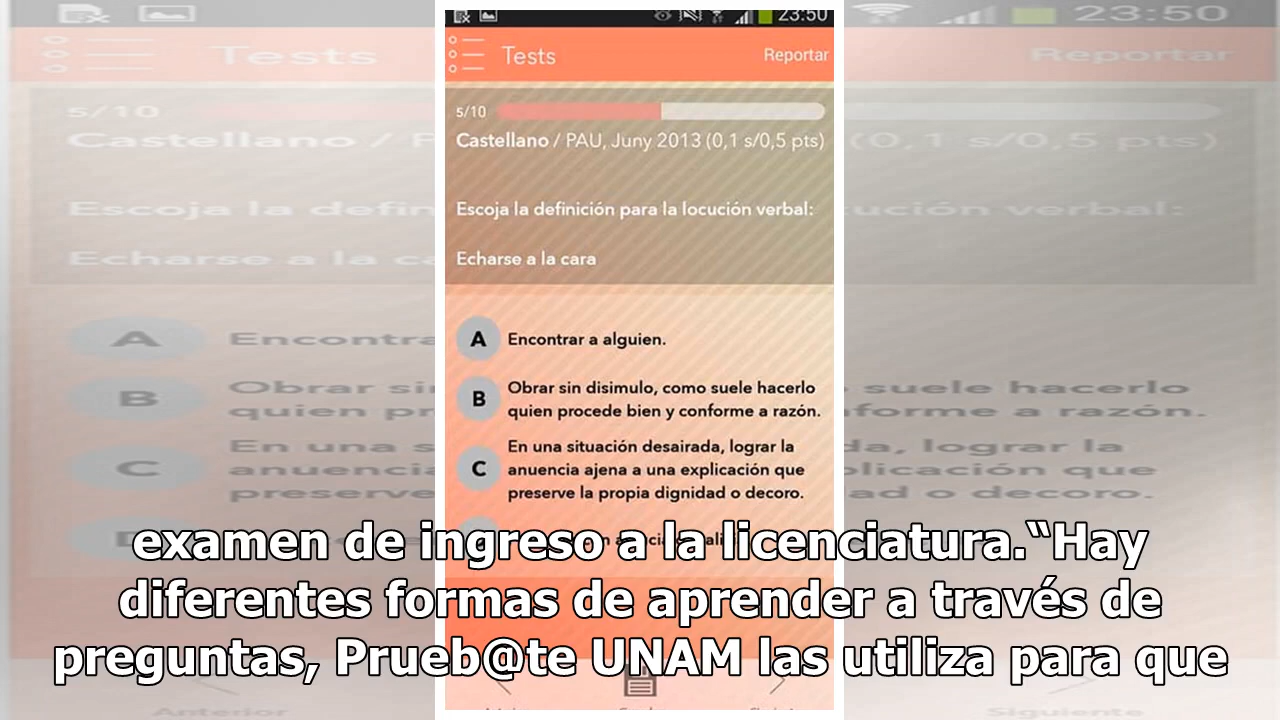 23:50
Tests
Reportar
5/10
Castellano / PAU, Juny 2013 (0,1 s/0,5 pts)
Escoja la definición para la locución verbal:
Echarse a la cara
A Encontrar a alguien.
B Obrar sin disimulo, como suele hacerlo
quien procede bien y conforme a razón.
C En una situación desairada, lograr la
anuencia ajena a una explicación que
preserve la propia dignidad o decoro.
examen de ingreso a la licenciatura.“Hay
diferentes formas de aprender a través de
preguntas, Prueb@te UNAM las utiliza para que
Anterior
Siguiente